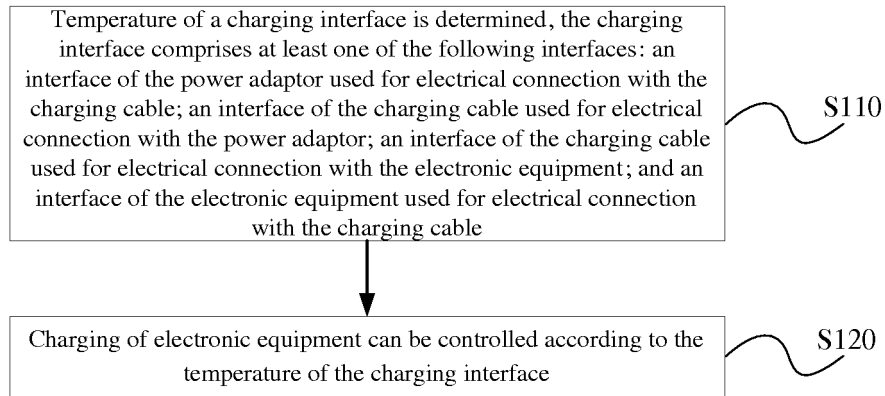 Temperature of a charging interface is determined, the charging
interface comprises at least one of the following interfaces: an
interface of the power adaptor used for electrical connection with the
charging cable; an interface of the charging cable used for electrical
connection with the power adaptor; an interface of the charging cable
used for electrical connection with the electronic equipment; and an
interface of the electronic equipment used for electrical connection
with the charging cable
S110
Charging of electronic equipment can be controlled according to the
temperature of the charging interface
S120